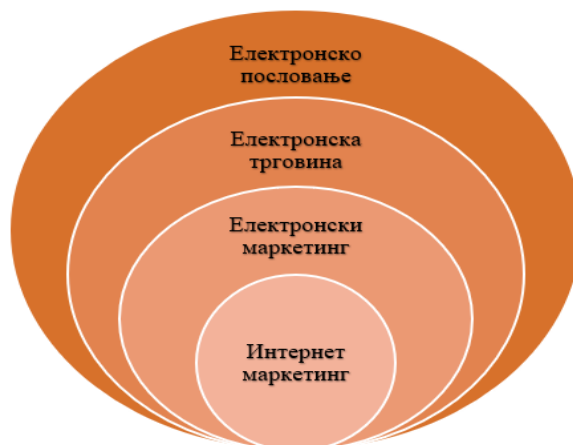 Електронско
пословање
Електронска
трговина
Електронски
маркетинг
Интернет
маркетинг